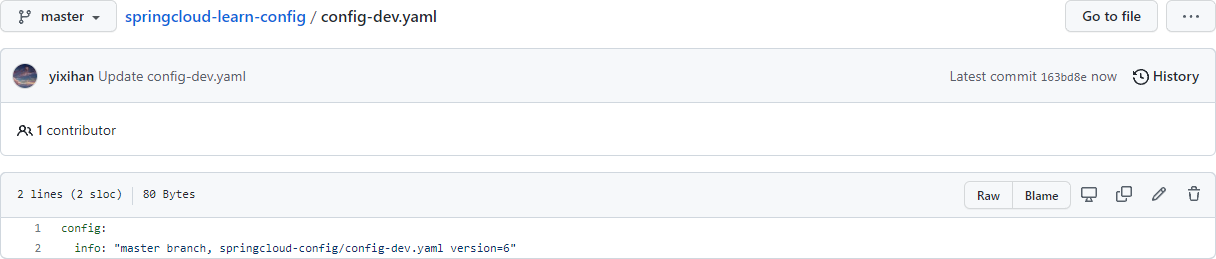 master springcloud-learn-config / config-dev.yaml Go to file ...
yixihan Update config-dev.yaml Latest commit 163bd8e now History
1 contributor
2 lines (2 sloc) 80 Bytes Raw Blame
1 config:
2 info: "master branch, springcloud-config/config-dev.yaml version=6"